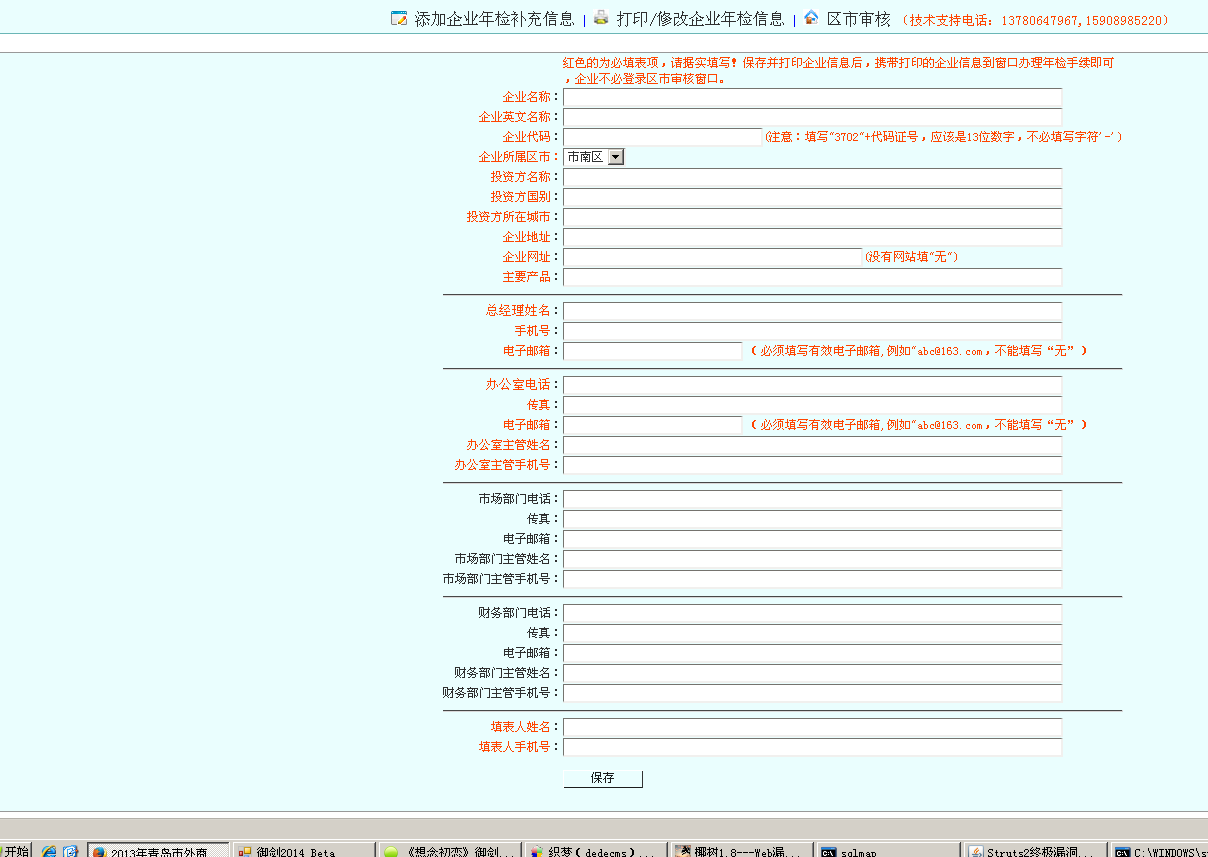 添加企业年检补充信息 | 打印/修改企业年检信息 | 区市审核 （技术支持电话：13780647967,15908985220）
红色的为必填表项，请据实填写！保存并打印企业信息后，携带打印的企业信息到窗口办理年检手续即可
，企业不必登录区市审核窗口。
企业名称：
企业英文名称：
企业代码： (注意：填写"3702"+代码证号，应该是13位数字，不必填写字符'-')
企业所属区市： 市南区
投资方名称：
投资方国别：
投资方所在城市：
企业地址：
企业网址： (没有网站填"无")
主要产品：
总经理姓名：
手机号：
电子邮箱： （ 必须填写有效电子邮箱,例如"abc@163.com，不能填写“无” ）
办公室电话：
传真：
电子邮箱： （ 必须填写有效电子邮箱,例如"abc@163.com，不能填写“无” ）
办公室主管姓名：
办公室主管手机号：
市场部门电话：
传真：
电子邮箱：
市场部门主管姓名：
市场部门主管手机号：
财务部门电话：
传真：
电子邮箱：
财务部门主管姓名：
财务部门主管手机号：
填表人姓名：
填表人手机号：
保存
开始 2013年青岛市外商... 御剑2014 Beta 《想念初恋》御剑... 织梦（dedecms）... 椰树1.8---Web漏... sqlmap Struts2终极漏洞... C:\WINDOWS\s